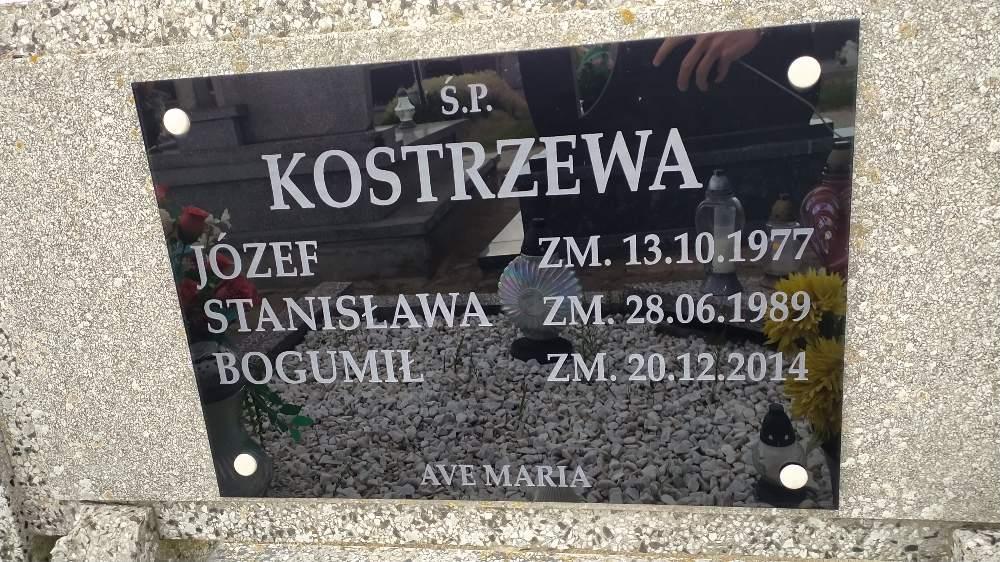 Ś.P.
KOSTRZEWA
JÓZEF ZM. 13.10.1977
STANISŁAWA ZM. 28.06.1989
BOGUMIŁ ZM. 20.12.2014
AVE MARIA